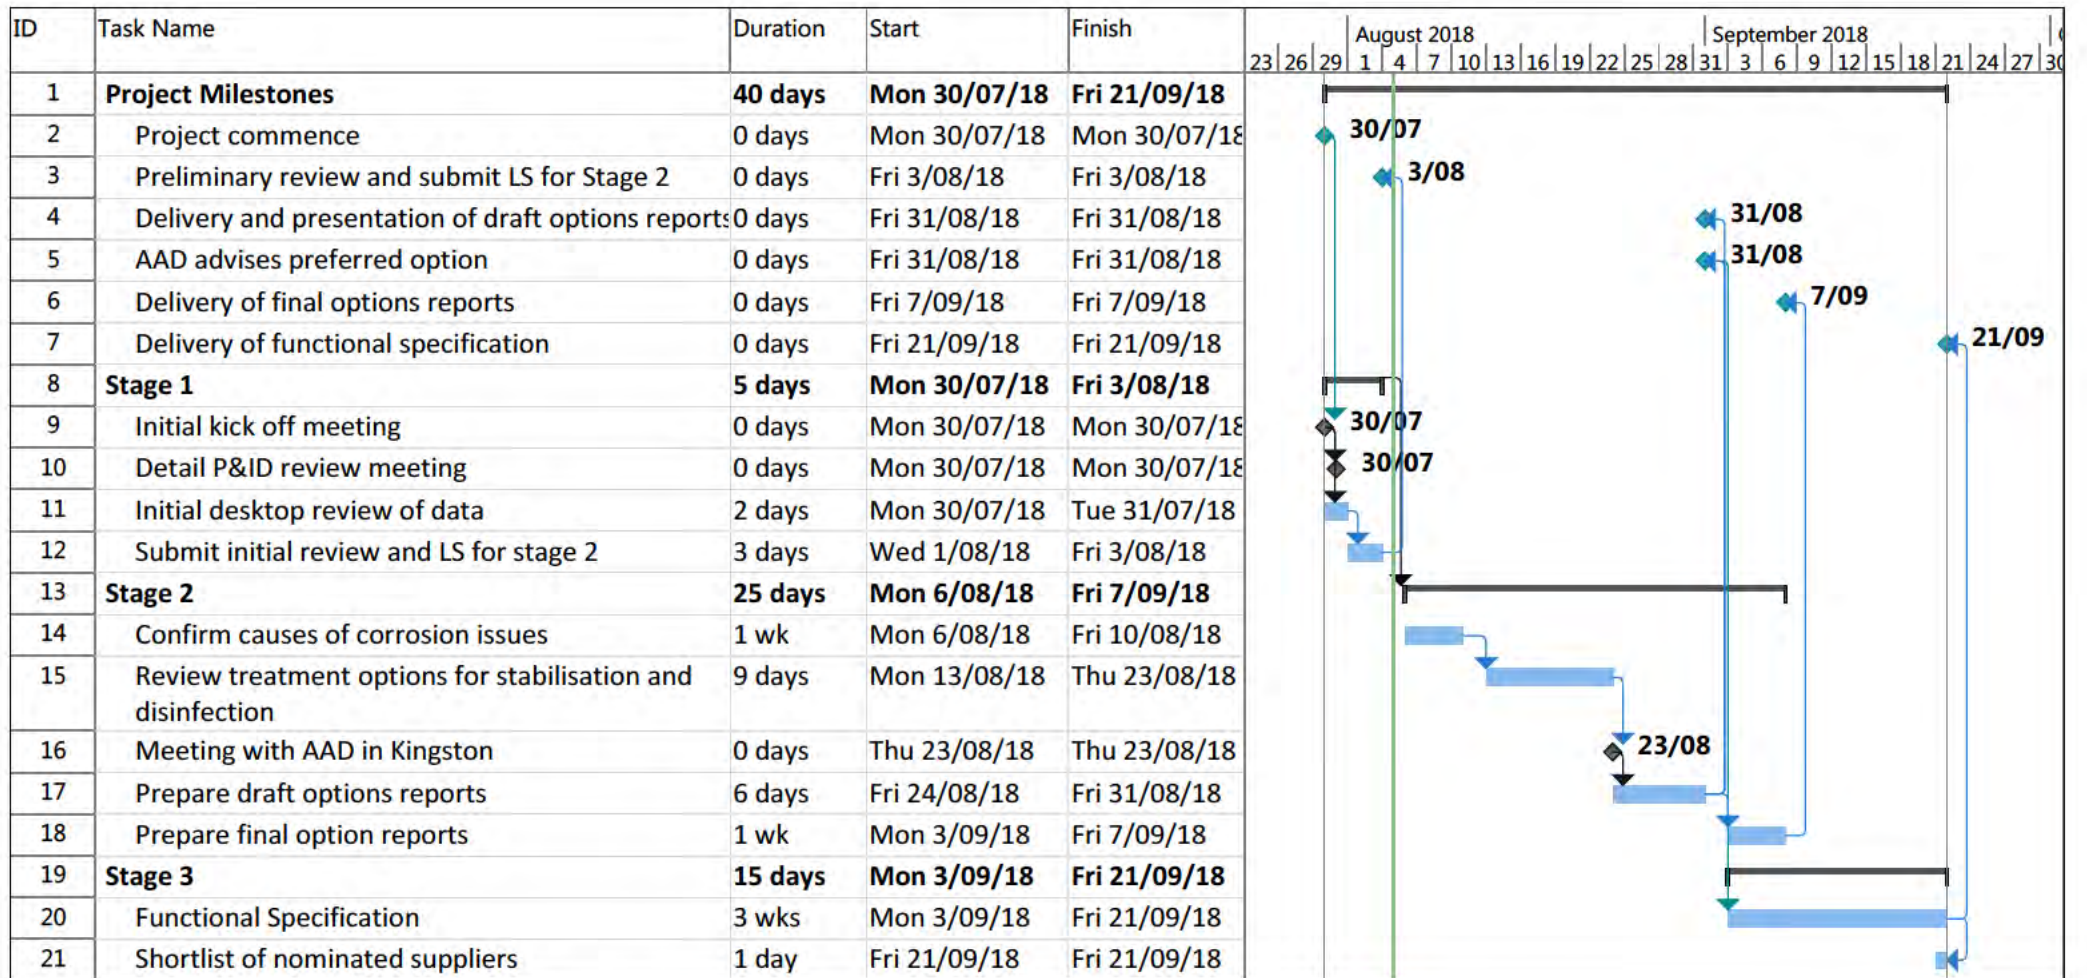 ID Task Name Duration Start Finish
August 2018 September 2018
23 26 29 1 4 7 10 13 16 19 22 25 28 31 3 6 9 12 15 18 21 24 27 30
1 Project Milestones 40 days Mon 30/07/18 Fri 21/09/18
2 Project commence 0 days Mon 30/07/18 Mon 30/07/18 30/07
3 Preliminary review and submit LS for Stage 2 0 days Fri 3/08/18 Fri 3/08/18 3/08
4 Delivery and presentation of draft options reports 0 days Fri 31/08/18 Fri 31/08/18 31/08
5 AAD advises preferred option 0 days Fri 31/08/18 Fri 31/08/18 31/08
6 Delivery of final options reports 0 days Fri 7/09/18 Fri 7/09/18 7/09
7 Delivery of functional specification 0 days Fri 21/09/18 Fri 21/09/18 21/09
8 Stage 1 5 days Mon 30/07/18 Fri 3/08/18
9 Initial kick off meeting 0 days Mon 30/07/18 Mon 30/07/18 30/07
10 Detail P&ID review meeting 0 days Mon 30/07/18 Mon 30/07/18 30/07
11 Initial desktop review of data 2 days Mon 30/07/18 Tue 31/07/18
12 Submit initial review and LS for stage 2 3 days Wed 1/08/18 Fri 3/08/18
13 Stage 2 25 days Mon 6/08/18 Fri 7/09/18
14 Confirm causes of corrosion issues 1 wk Mon 6/08/18 Fri 10/08/18
15 Review treatment options for stabilisation and 9 days Mon 13/08/18 Thu 23/08/18
disinfection
16 Meeting with AAD in Kingston 0 days Thu 23/08/18 Thu 23/08/18 23/08
17 Prepare draft options reports 6 days Fri 24/08/18 Fri 31/08/18
18 Prepare final option reports 1 wk Mon 3/09/18 Fri 7/09/18
19 Stage 3 15 days Mon 3/09/18 Fri 21/09/18
20 Functional Specification 3 wks Mon 3/09/18 Fri 21/09/18
21 Shortlist of nominated suppliers 1 day Fri 21/09/18 Fri 21/09/18